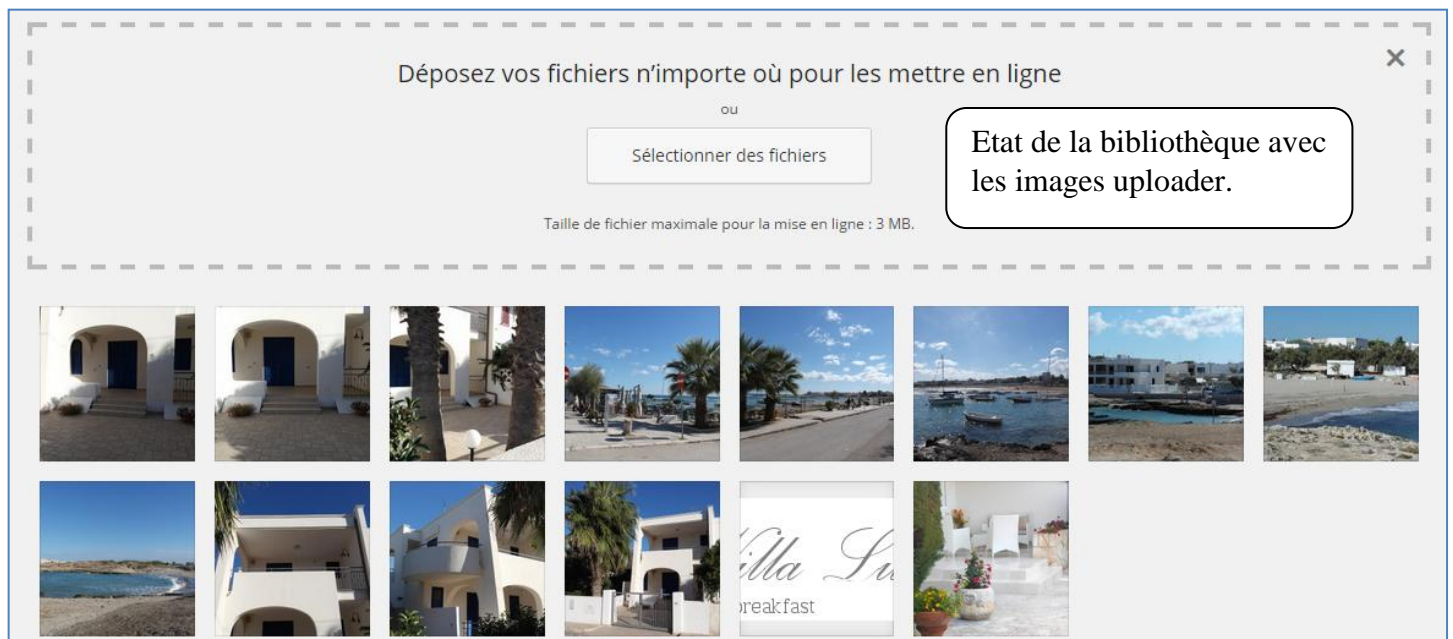 Déposez vos fichiers n’importe où pour les mettre en ligne
ou
Sélectionner des fichiers
Taille de fichier maximale pour la mise en ligne : 3 MB.
Etat de la bibliothèque avec
les images uploader.
breakfast